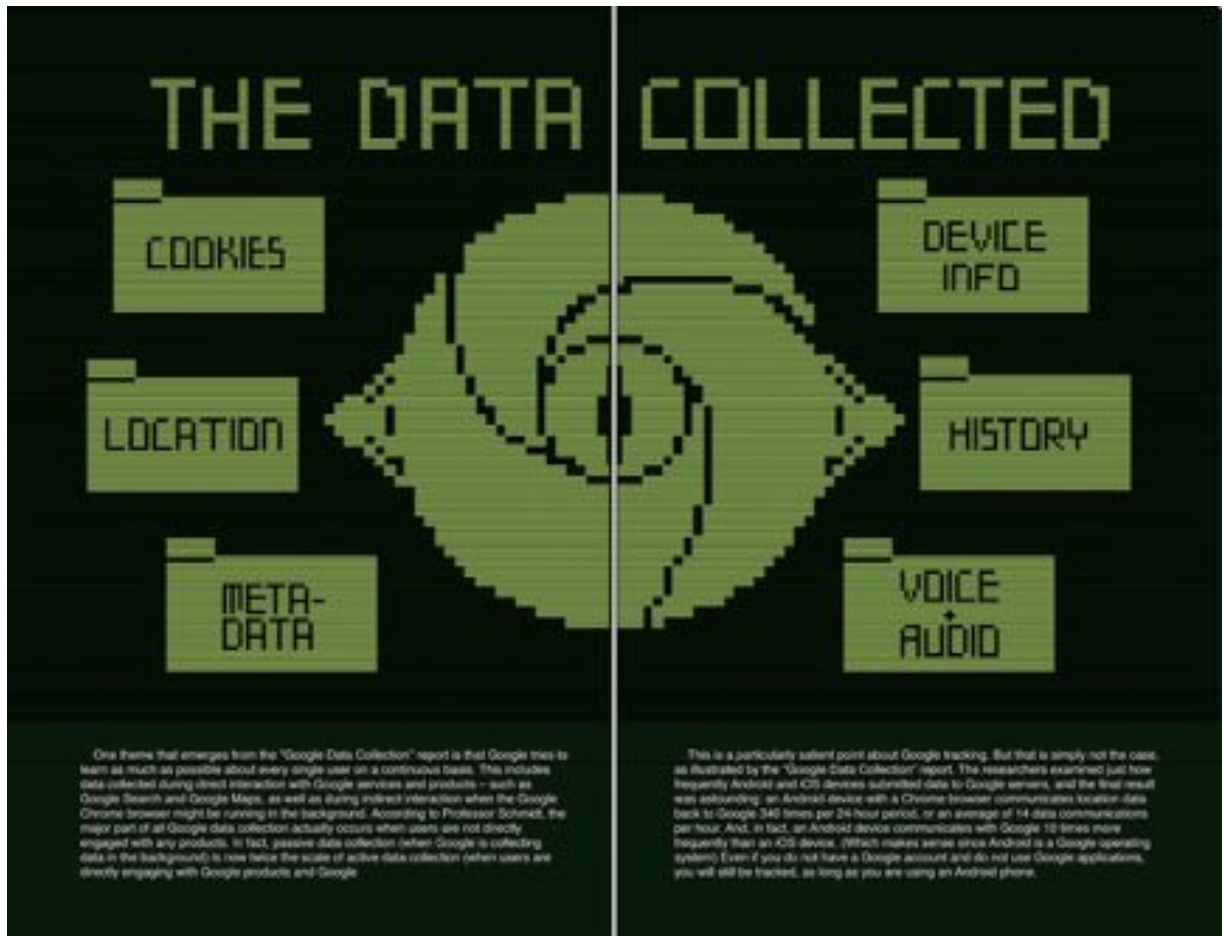 THE DATA COLLECTED
COOKIES
LOCATION
META-
DATA
DEVICE
INFO
HISTORY
VOICE
+
AUDIO
One theme that emerges from the "Google Data Collection" report is that Google tries to
learn as much as possible about every single user on a continuous basis. This includes
data collected during direct interaction with Google services and products – such as
Google Search and Google Maps, as well as during indirect interaction when the Google
Chrome browser might be running in the background. According to Professor Schmidt, the
major part of all Google data collection actually occurs when users are not directly
engaged with any products. In fact, passive data collection (when Google is collecting
data in the background) is now twice the scale of active data collection (when users are
directly engaging with Google products and Google
This is a particularly salient point about Google tracking. But that is simply not the case,
as illustrated by the "Google Data Collection" report. The researchers examined just how
frequently Android and iOS devices submitted data to Google servers, and the final result
was astounding: an Android device with a Chrome browser communicates location data
back to Google 340 times per 24-hour period, or an average of 14 data communications
per hour. And, in fact, an Android device communicates with Google 10 times more
frequently than an iOS device. (Which makes sense since Android is a Google operating
system) Even if you do not have a Google account and do not use Google applications,
you will still be tracked, as long as you are using an Android phone.